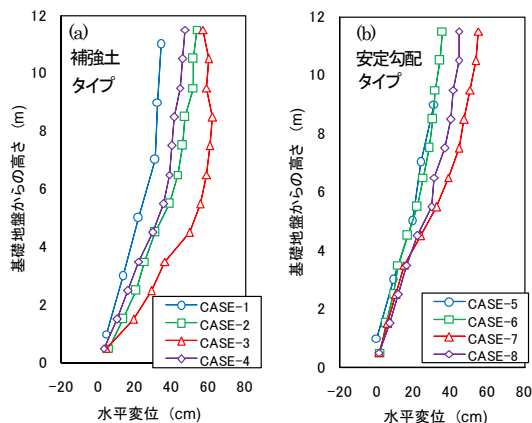 (a)
補強土
タイプ
基礎地盤からの高さ (m)
12
10
8
6
4
2
0
-20 0 20 40 60 80
水平変位 (cm)
CASE-1
CASE-2
CASE-3
CASE-4
(b)
安定勾配
タイプ
基礎地盤からの高さ (m)
12
10
8
6
4
2
0
-20 0 20 40 60 80
水平変位 (cm)
CASE-5
CASE-6
CASE-7
CASE-8